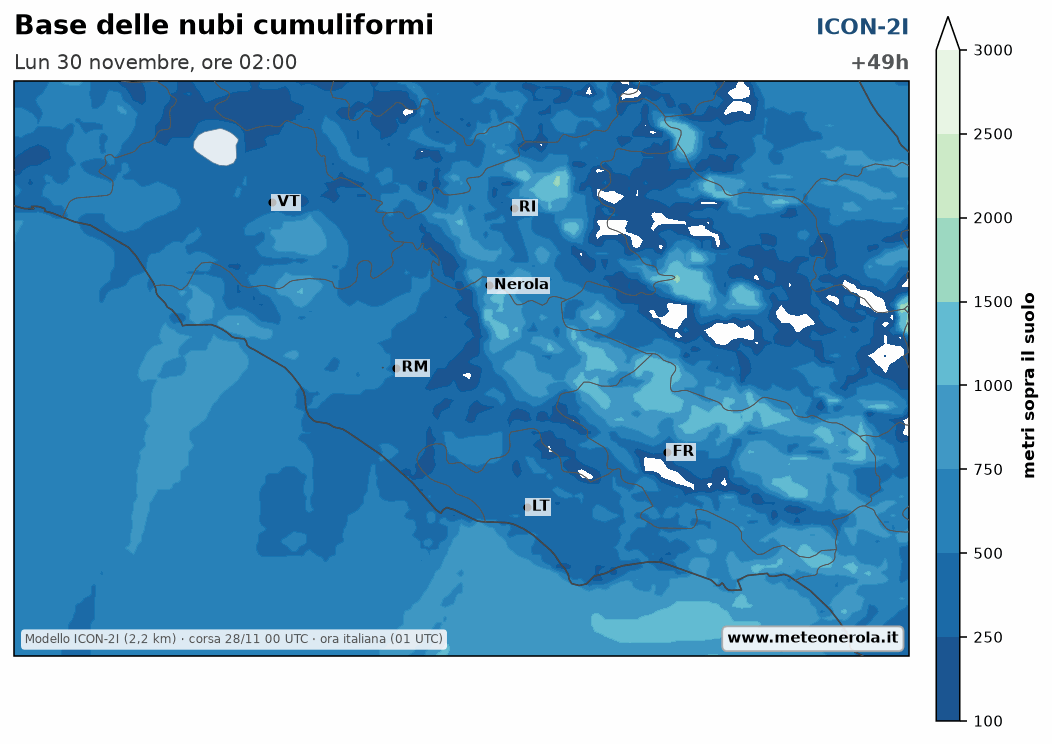 Base delle nubi cumuliformi
ICON-2I
Lun 30 novembre, ore 02:00
+49h
3000
2500
2000
1500
1000
750
500
250
100
metri sopra il suolo
VT
RI
Nerola
RM
FR
LT
Modello ICON-2I (2,2 km) · corsa 28/11 00 UTC · ora italiana (01 UTC)
www.meteonerola.it